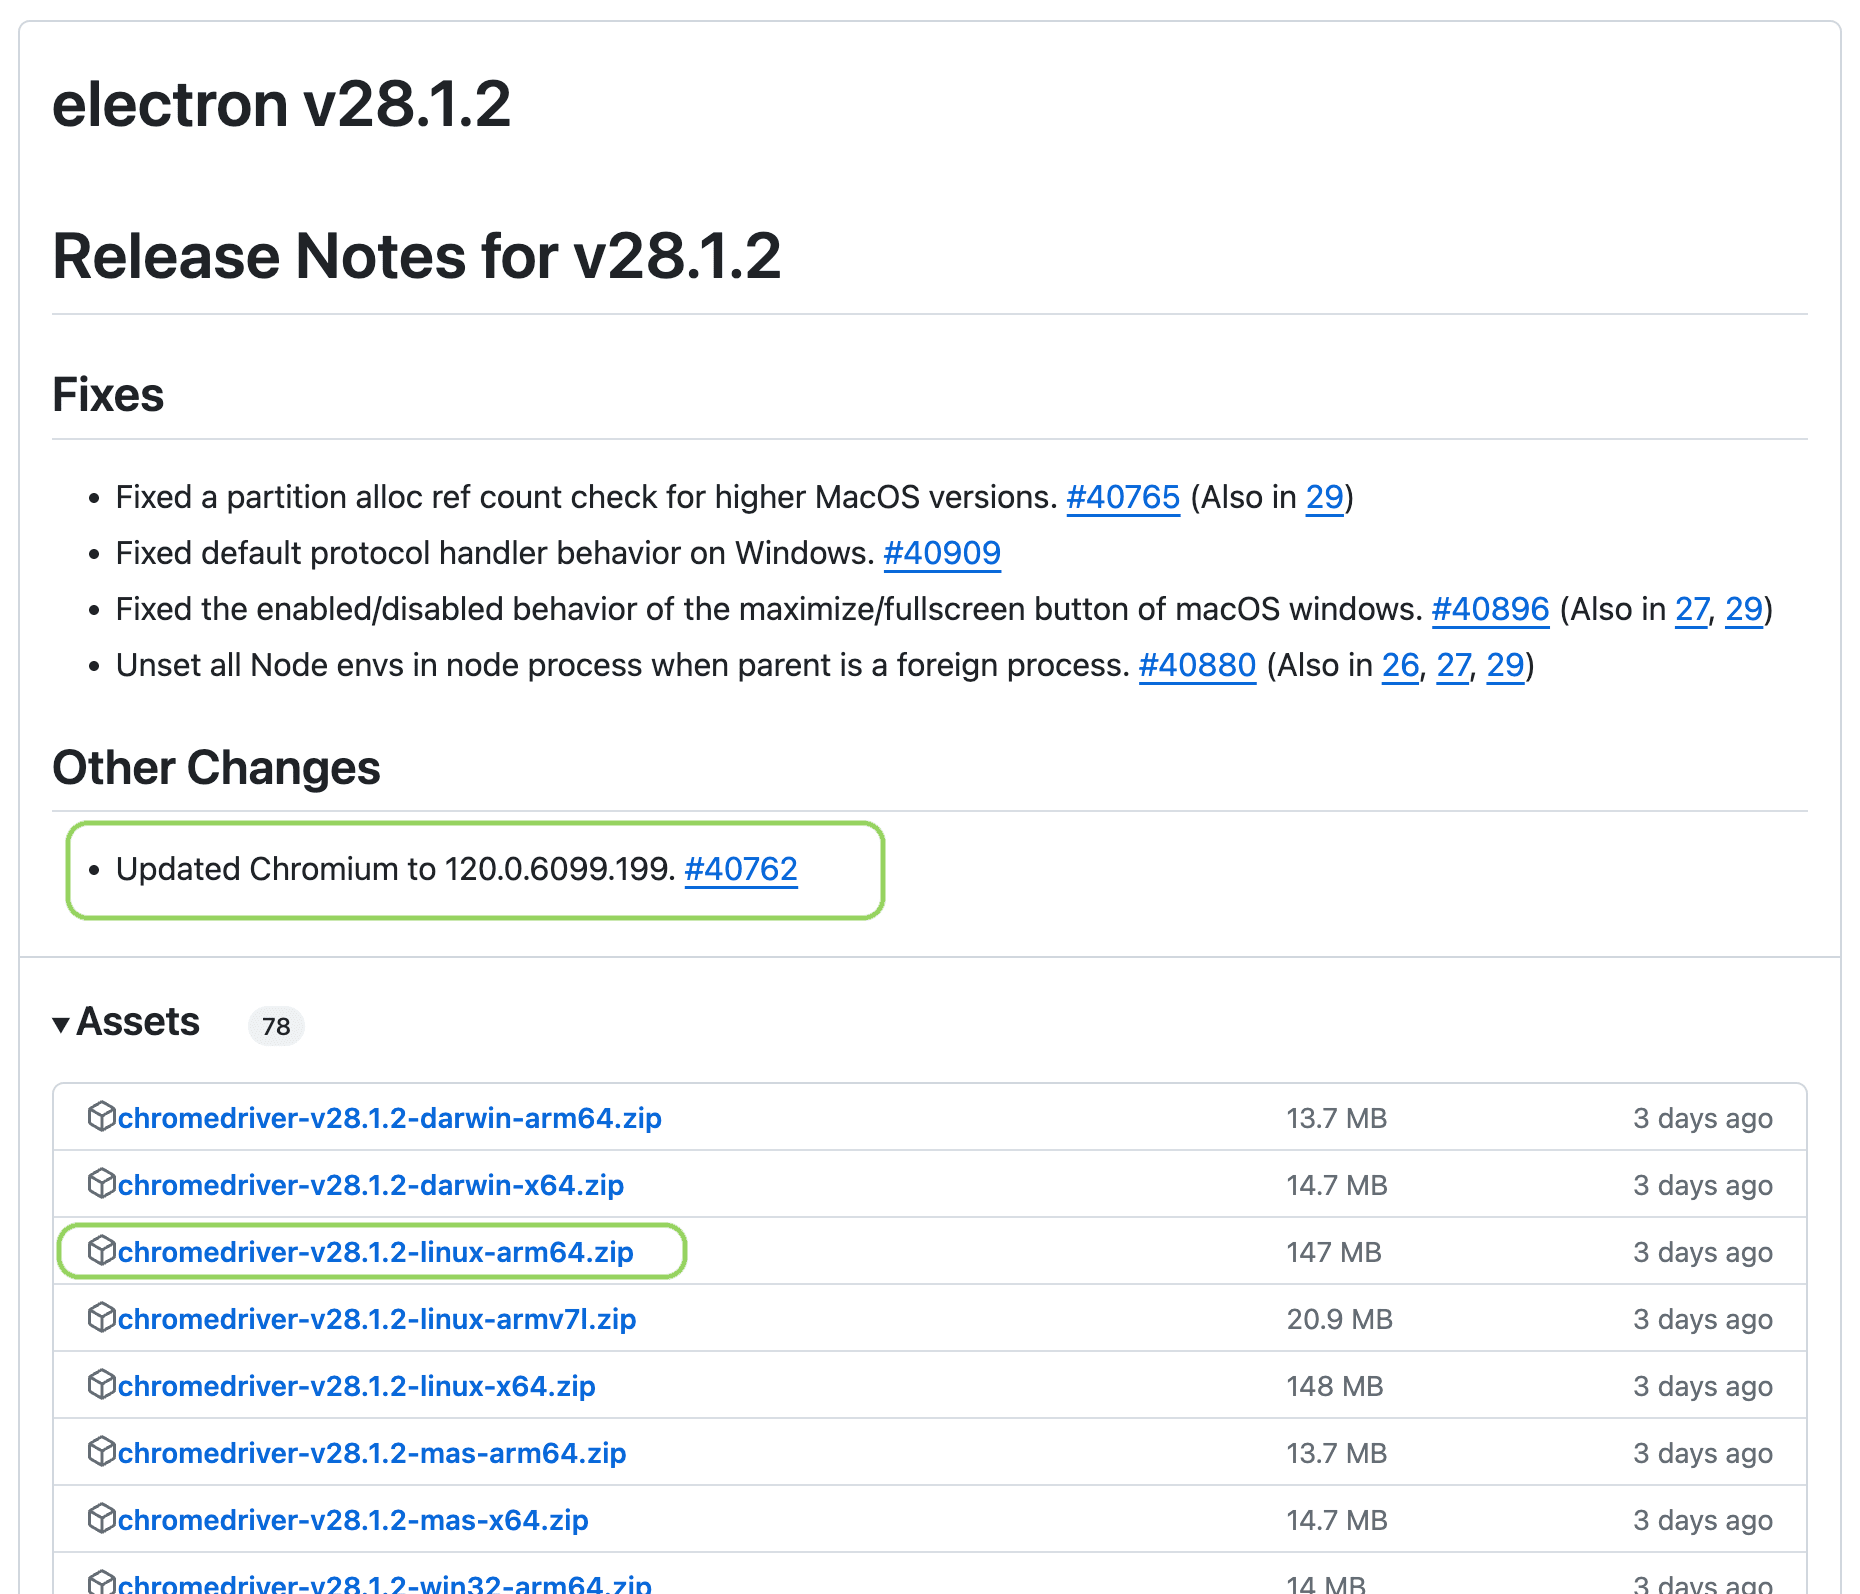 electron v28.1.2
Release Notes for v28.1.2
Fixes
• Fixed a partition alloc ref count check for higher MacOS versions. #40765 (Also in 29)
• Fixed default protocol handler behavior on Windows. #40909
• Fixed the enabled/disabled behavior of the maximize/fullscreen button of macOS windows. #40896 (Also in 27, 29)
• Unset all Node envs in node process when parent is a foreign process. #40880 (Also in 26, 27, 29)
Other Changes
• Updated Chromium to 120.0.6099.199. #40762
Assets 78
chromedriver-v28.1.2-darwin-arm64.zip 13.7 MB 3 days ago
chromedriver-v28.1.2-darwin-x64.zip 14.7 MB 3 days ago
chromedriver-v28.1.2-linux-arm64.zip 147 MB 3 days ago
chromedriver-v28.1.2-linux-armv7l.zip 20.9 MB 3 days ago
chromedriver-v28.1.2-linux-x64.zip 148 MB 3 days ago
chromedriver-v28.1.2-mas-arm64.zip 13.7 MB 3 days ago
chromedriver-v28.1.2-mas-x64.zip 14.7 MB 3 days ago
chromedriver-v28.1.2-win32-arm64.zip 14 MB 3 days ago